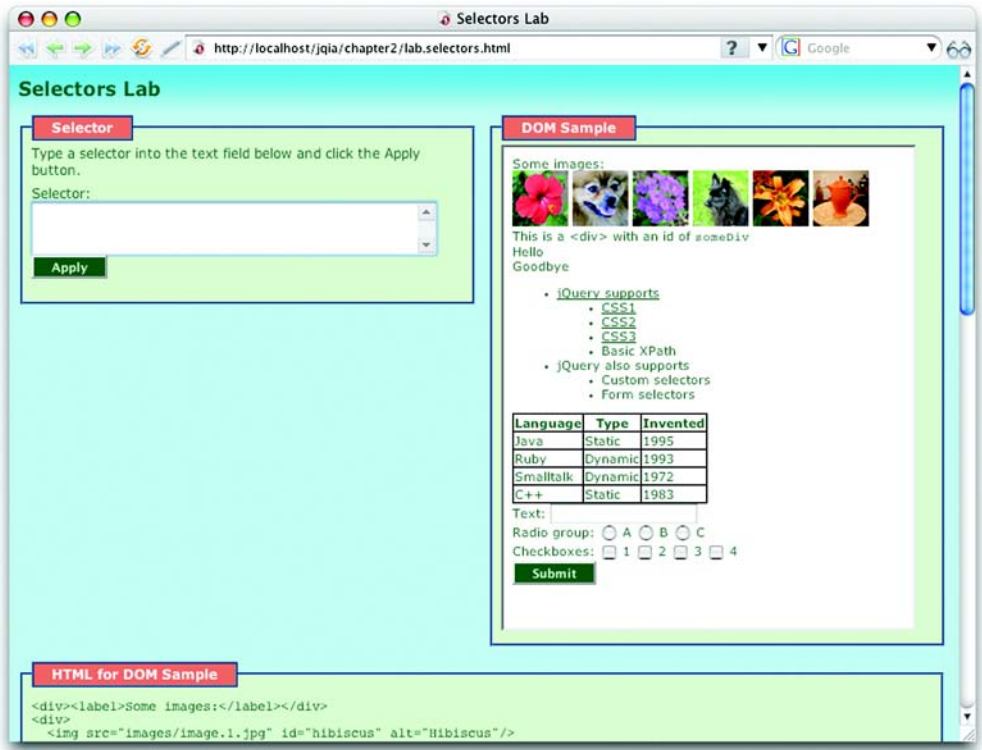 Selectors Lab
http://localhost/jqia/chapter2/lab.selectors.html
?
G Google
Selectors Lab
Selector
Type a selector into the text field below and click the Apply
button.
Selector:
Apply
DOM Sample
Some images:
This is a <div> with an id of someDiv
Hello
Goodbye
• jQuery supports
• CSS1
• CSS2
• CSS3
• Basic XPath
• jQuery also supports
• Custom selectors
• Form selectors
Language Type Invented
Java Static 1995
Ruby Dynamic 1993
Smalltalk Dynamic 1972
C++ Static 1983
Text:
Radio group: A B C
Checkboxes: 1 2 3 4
Submit
HTML for DOM Sample
<div><label>Some images:</label></div>
<div>
<img src="images/image.1.jpg" id="hibiscus" alt="Hibiscus"/>